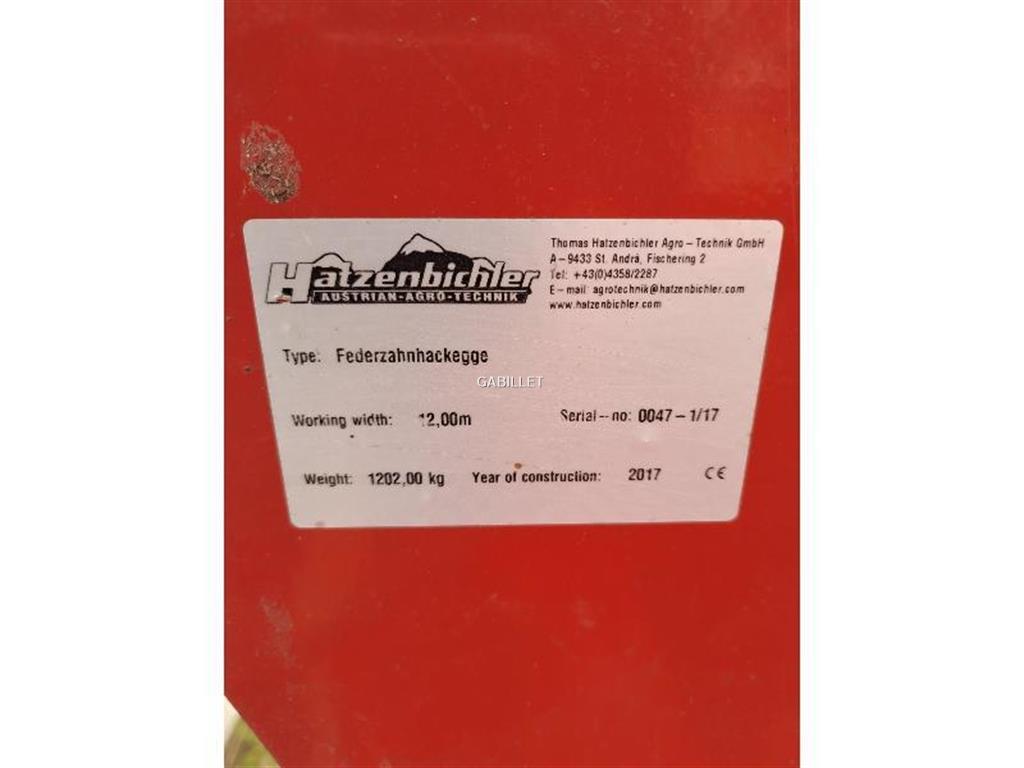 Hatzenbichler
AUSTRIAN-AGRO-TECHNIK
Thomas Hatzenbichler Agro – Technik GmbH
A – 9433 St. Andrä, Fischering 2
Tel: +43(0)4358/2287
E – mail: agrotechnik@hatzenbichler.com
www.hatzenbichler.com
Type: Federzahnhackegge
GABILLET
Working width: 12,00m Serial – no: 0047 – 1/17
Weight: 1202,00 kg Year of construction: 2017 CE